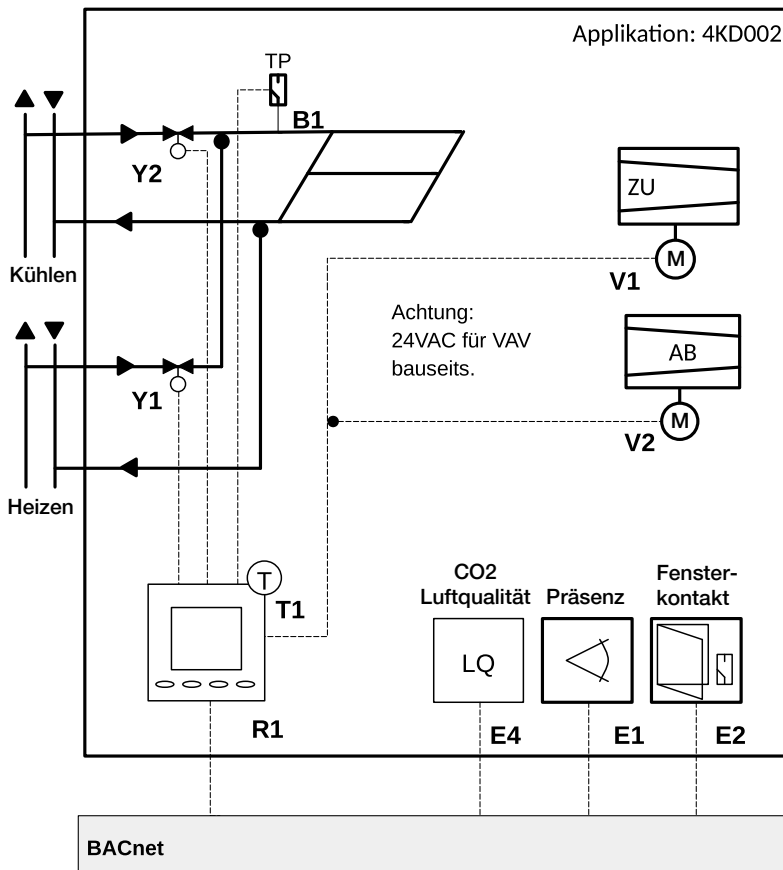 Applikation: 4KD002
TP
B1
Y2
ZU
Kühlen
M
V1
Achtung:
24VAC für VAV
bauseits.
AB
Y1
M
V2
Heizen
T
T1
CO2
Luftqualität
Präsenz
Fenster-
kontakt
LQ
R1
E4
E1
E2
BACnet